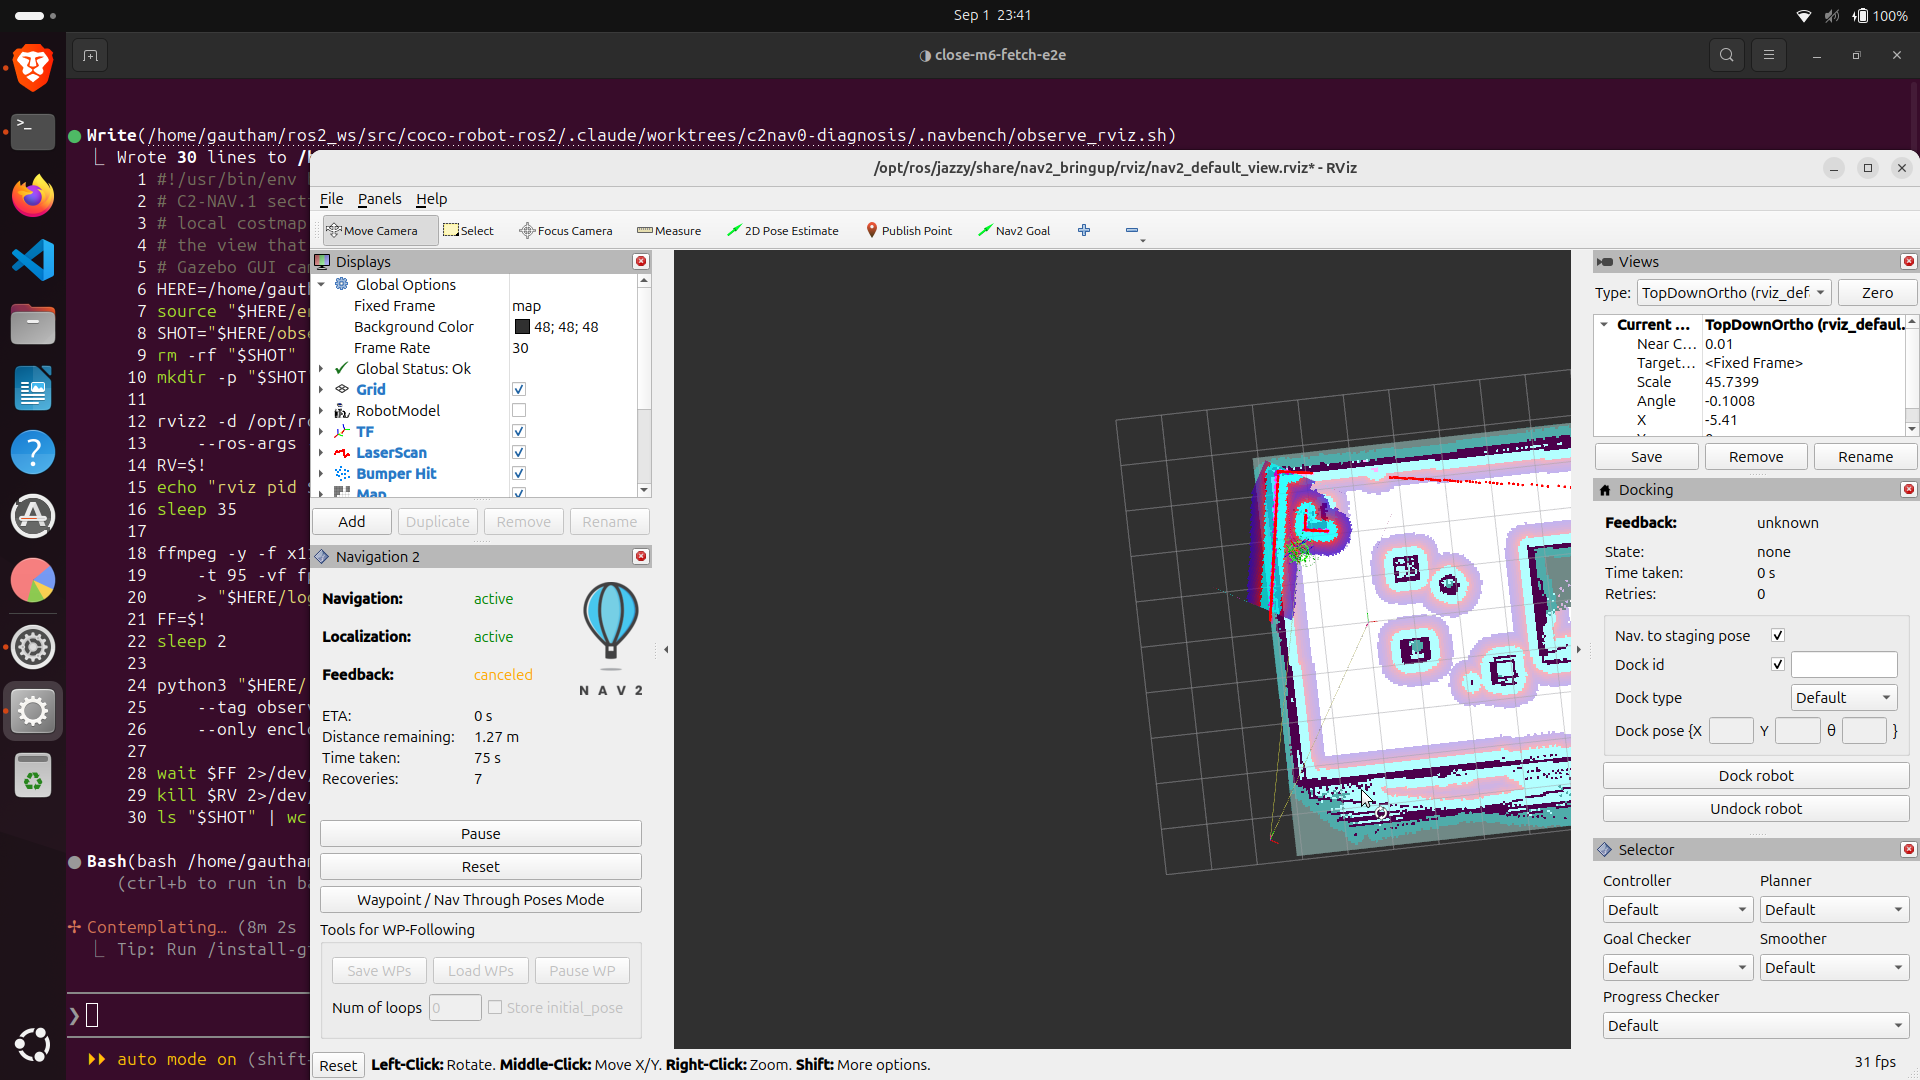 Sep 1 23:41
100%
close-m6-fetch-e2e
Write(/home/gautham/ros2_ws/src/coco-robot-ros2/.claude/worktrees/c2nav0-diagnosis/.navbench/observe_rviz.sh)
Wrote 30 lines to
1 #!/usr/bin/env
2 # C2-NAV.1 sect
3 # local costmap
4 # the view that
5 # Gazebo GUI ca
6 HERE=/home/gaut
7 source "$HERE/e
8 SHOT="$HERE/obs
9 rm -rf "$SHOT"
10 mkdir -p "$SHOT
11
12 rviz2 -d /opt/r
13 --ros-args
14 RV=$!
15 echo "rviz pid
16 sleep 35
17
18 ffmpeg -y -f x1
19 -t 95 -vf f
20 > "$HERE/lo
21 FF=$!
22 sleep 2
23
24 python3 "$HERE/
25 --tag obser
26 --only encl
27
28 wait $FF 2>/dev
29 kill $RV 2>/dev
30 ls "$SHOT" | wc
Bash(bash /home/gautha
(ctrl+b to run in b
Contemplating… (8m 2s
Tip: Run /install-g
❯
auto mode on (shift
/opt/ros/jazzy/share/nav2_bringup/rviz/nav2_default_view.rviz* - RViz
File Panels Help
Move Camera Select Focus Camera Measure 2D Pose Estimate Publish Point Nav2 Goal
Displays
Global Options
Fixed Frame map
Background Color 48; 48; 48
Frame Rate 30
Global Status: Ok
Grid
RobotModel
TF
LaserScan
Bumper Hit
Map
Add Duplicate Remove Rename
Navigation 2
Navigation: active
Localization: active
Feedback: canceled
NAV2
ETA: 0 s
Distance remaining: 1.27 m
Time taken: 75 s
Recoveries: 7
Pause
Reset
Waypoint / Nav Through Poses Mode
Tools for WP-Following
Save WPs Load WPs Pause WP
Num of loops 0 Store initial_pose
Reset Left-Click: Rotate. Middle-Click: Move X/Y. Right-Click: Zoom. Shift: More options.
Views
Type: TopDownOrtho (rviz_def Zero
Current ... TopDownOrtho (rviz_defaul.
Near C... 0.01
Target... <Fixed Frame>
Scale 45.7399
Angle -0.1008
X -5.41
Save Remove Rename
Docking
Feedback: unknown
State: none
Time taken: 0 s
Retries: 0
Nav. to staging pose
Dock id
Dock type Default
Dock pose {X Y θ }
Dock robot
Undock robot
Selector
Controller Planner
Default Default
Goal Checker Smoother
Default Default
Progress Checker
Default
31 fps